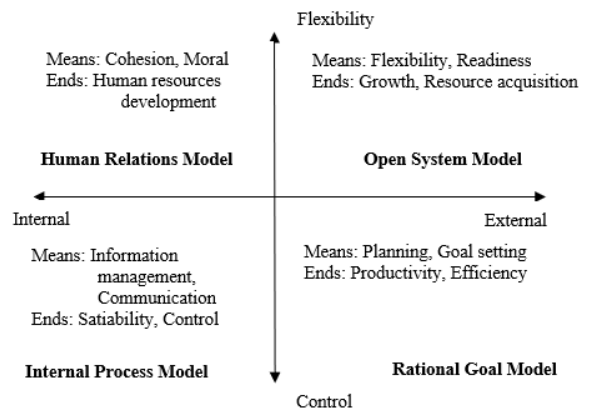 Flexibility
Means: Cohesion, Moral
Ends: Human resources
development
Means: Flexibility, Readiness
Ends: Growth, Resource acquisition
Human Relations Model
Open System Model
Internal
External
Means: Information
management,
Communication
Ends: Satiability, Control
Means: Planning, Goal setting
Ends: Productivity, Efficiency
Internal Process Model
Rational Goal Model
Control